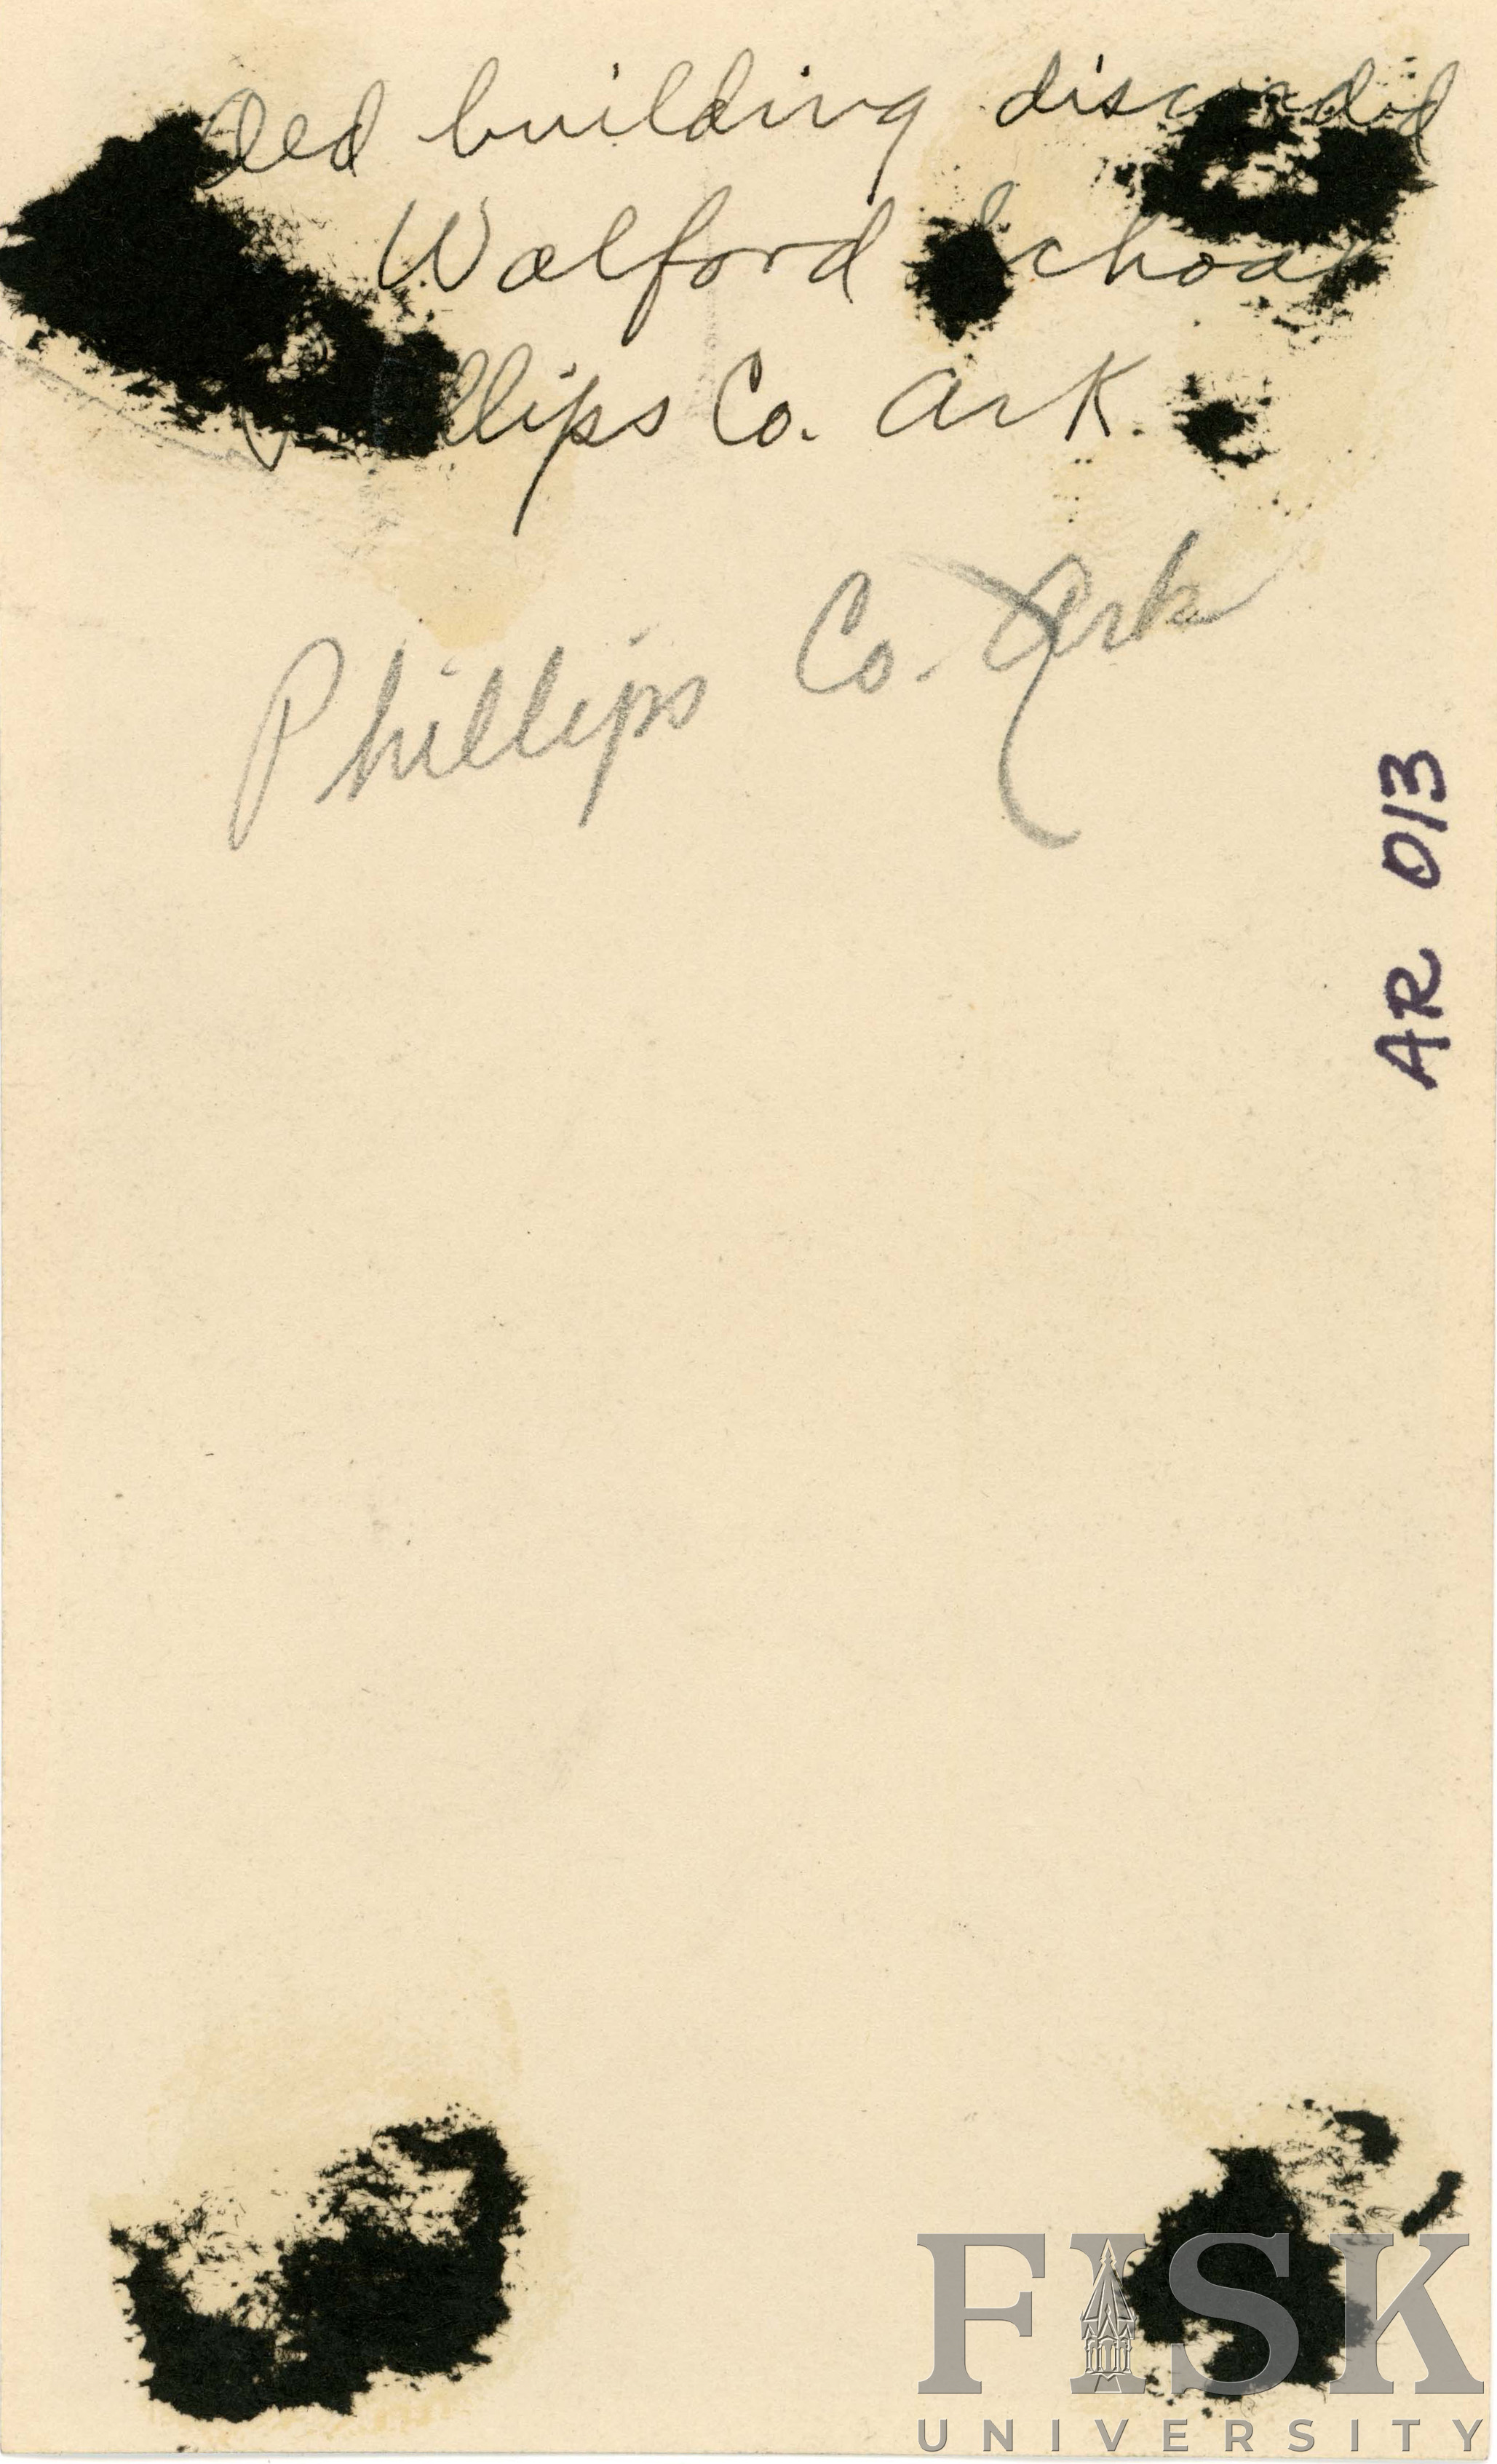 Old building discarded
Walford School
Phillips Co. Ark.
Phillips Co. Ark
AR 013
FISK
UNIVERSITY